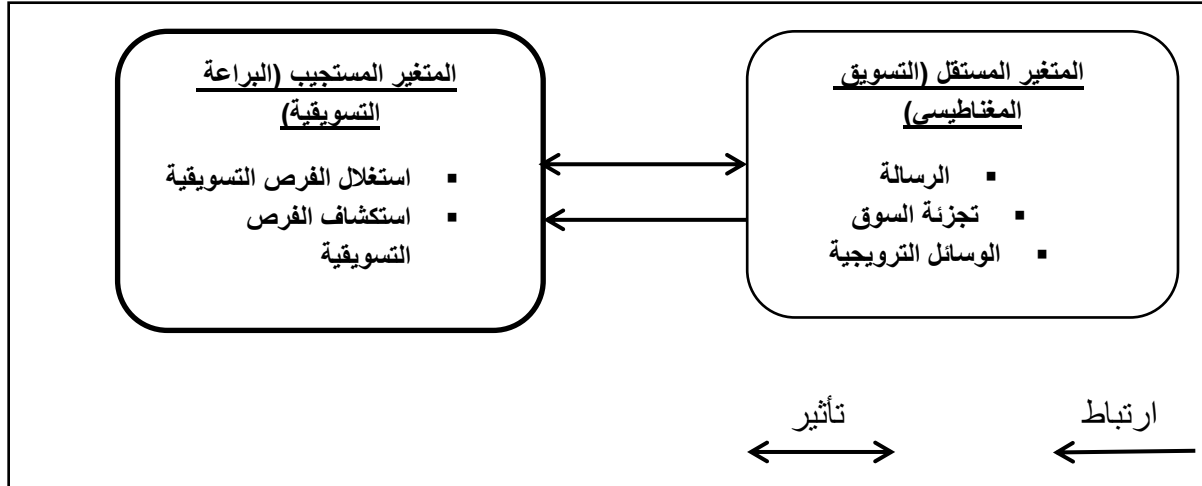 المتغير المستقل (التسويق
المغناطيسي)
▪ الرسالة
▪ تجزئة السوق
▪ الوسائل الترويجية
المتغير المستجيب (البراعة
التسويقية)
▪ استغلال الفرص التسويقية
▪ استكشاف الفرص
التسويقية
ارتباط
تأثير